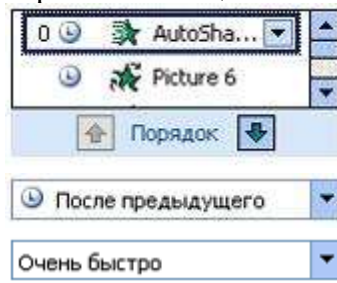 0 AutoSha...
Picture 6
Порядок
После предыдущего
Очень быстро